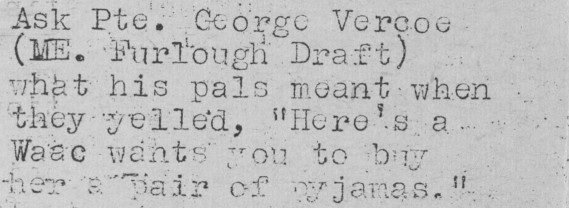 Ask Pte. George Vercoe
(ME. Furlough Draft)
what his pals meant when
they yelled, "Here's a
Waac wants you to buy
her a pair of pyjamas."